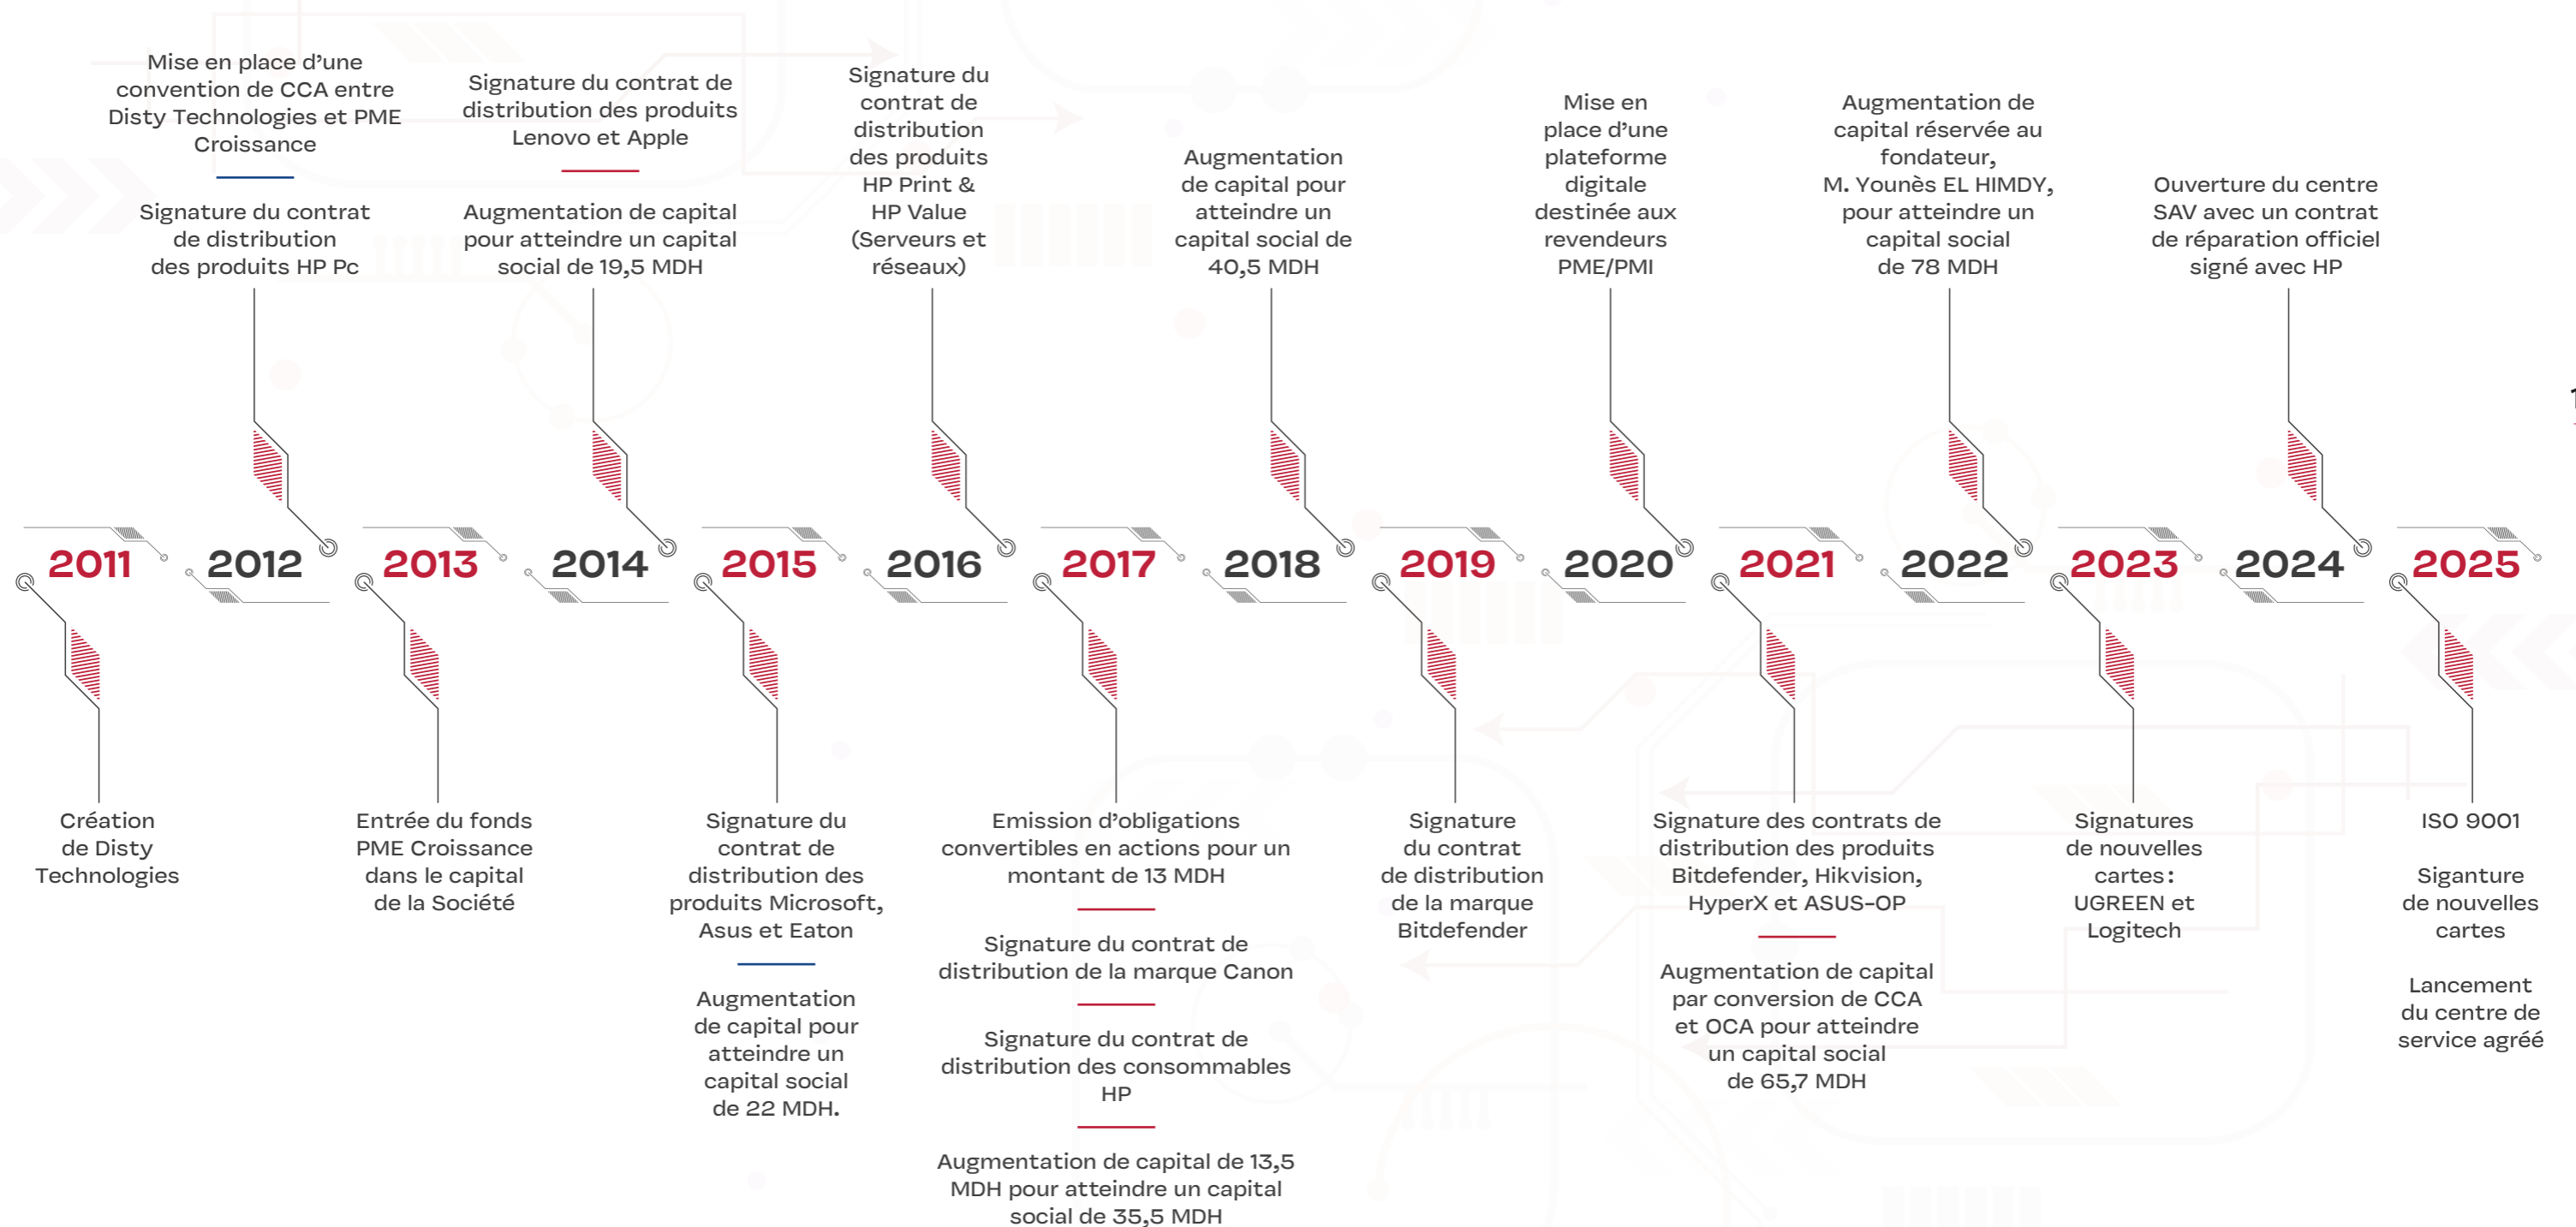 Mise en place d’une
convention de CCA entre
Disty Technologies et PME
Croissance
Signature du contrat
de distribution
des produits HP Pc
Signature du contrat de
distribution des produits
Lenovo et Apple
Augmentation de capital
pour atteindre un capital
social de 19,5 MDH
Signature du
contrat de
distribution
des produits
HP Print &
HP Value
(Serveurs et
réseaux)
Augmentation
de capital pour
atteindre un
capital social de
40,5 MDH
Mise en
place d’une
plateforme
digitale
destinée aux
revendeurs
PME/PMI
Augmentation de
capital réservée au
fondateur,
M. Younès EL HIMDY,
pour atteindre un
capital social
de 78 MDH
Ouverture du centre
SAV avec un contrat
de réparation officiel
signé avec HP
2011 2012 2013 2014 2015 2016 2017 2018 2019 2020 2021 2022 2023 2024 2025
Création
de Disty
Technologies
Entrée du fonds
PME Croissance
dans le capital
de la Société
Signature du
contrat de
distribution des
produits Microsoft,
Asus et Eaton
Augmentation
de capital pour
atteindre un
capital social
de 22 MDH.
Emission d’obligations
convertibles en actions pour un
montant de 13 MDH
Signature du contrat de
distribution de la marque Canon
Signature du contrat de
distribution des consommables
HP
Augmentation de capital de 13,5
MDH pour atteindre un capital
social de 35,5 MDH
Signature
du contrat
de distribution
de la marque
Bitdefender
Signature des contrats de
distribution des produits
Bitdefender, Hikvision,
HyperX et ASUS-OP
Augmentation de capital
par conversion de CCA
et OCA pour atteindre
un capital social
de 65,7 MDH
Signatures
de nouvelles
cartes :
UGREEN et
Logitech
ISO 9001
Siganture
de nouvelles
cartes
Lancement
du centre de
service agréé